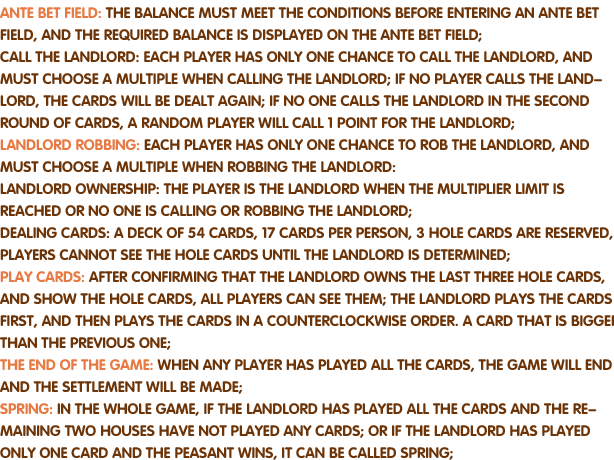 ANTE BET FIELD: THE BALANCE MUST MEET THE CONDITIONS BEFORE ENTERING AN ANTE BET
FIELD, AND THE REQUIRED BALANCE IS DISPLAYED ON THE ANTE BET FIELD;
CALL THE LANDLORD: EACH PLAYER HAS ONLY ONE CHANCE TO CALL THE LANDLORD, AND
MUST CHOOSE A MULTIPLE WHEN CALLING THE LANDLORD; IF NO PLAYER CALLS THE LAND-
LORD, THE CARDS WILL BE DEALT AGAIN; IF NO ONE CALLS THE LANDLORD IN THE SECOND
ROUND OF CARDS, A RANDOM PLAYER WILL CALL 1 POINT FOR THE LANDLORD;
LANDLORD ROBBING: EACH PLAYER HAS ONLY ONE CHANCE TO ROB THE LANDLORD, AND
MUST CHOOSE A MULTIPLE WHEN ROBBING THE LANDLORD:
LANDLORD OWNERSHIP: THE PLAYER IS THE LANDLORD WHEN THE MULTIPLIER LIMIT IS
REACHED OR NO ONE IS CALLING OR ROBBING THE LANDLORD;
DEALING CARDS: A DECK OF 54 CARDS, 17 CARDS PER PERSON, 3 HOLE CARDS ARE RESERVED,
PLAYERS CANNOT SEE THE HOLE CARDS UNTIL THE LANDLORD IS DETERMINED;
PLAY CARDS: AFTER CONFIRMING THAT THE LANDLORD OWNS THE LAST THREE HOLE CARDS,
AND SHOW THE HOLE CARDS, ALL PLAYERS CAN SEE THEM; THE LANDLORD PLAYS THE CARDS
FIRST, AND THEN PLAYS THE CARDS IN A COUNTERCLOCKWISE ORDER. A CARD THAT IS BIGGER
THAN THE PREVIOUS ONE;
THE END OF THE GAME: WHEN ANY PLAYER HAS PLAYED ALL THE CARDS, THE GAME WILL END
AND THE SETTLEMENT WILL BE MADE;
SPRING: IN THE WHOLE GAME, IF THE LANDLORD HAS PLAYED ALL THE CARDS AND THE RE-
MAINING TWO HOUSES HAVE NOT PLAYED ANY CARDS; OR IF THE LANDLORD HAS PLAYED
ONLY ONE CARD AND THE PEASANT WINS, IT CAN BE CALLED SPRING;